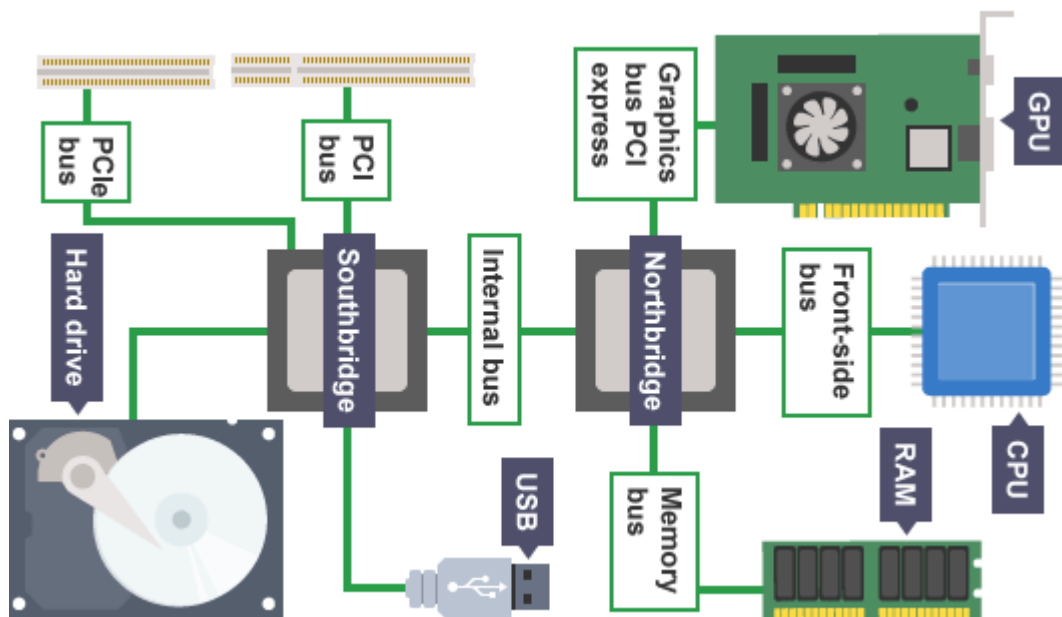 GPU
CPU
RAM
Front-side
bus
Graphics
bus PCI
express
Northbridge
Memory
bus
USB
Internal bus
PCI
bus
Southbridge
PCIe
bus
Hard drive